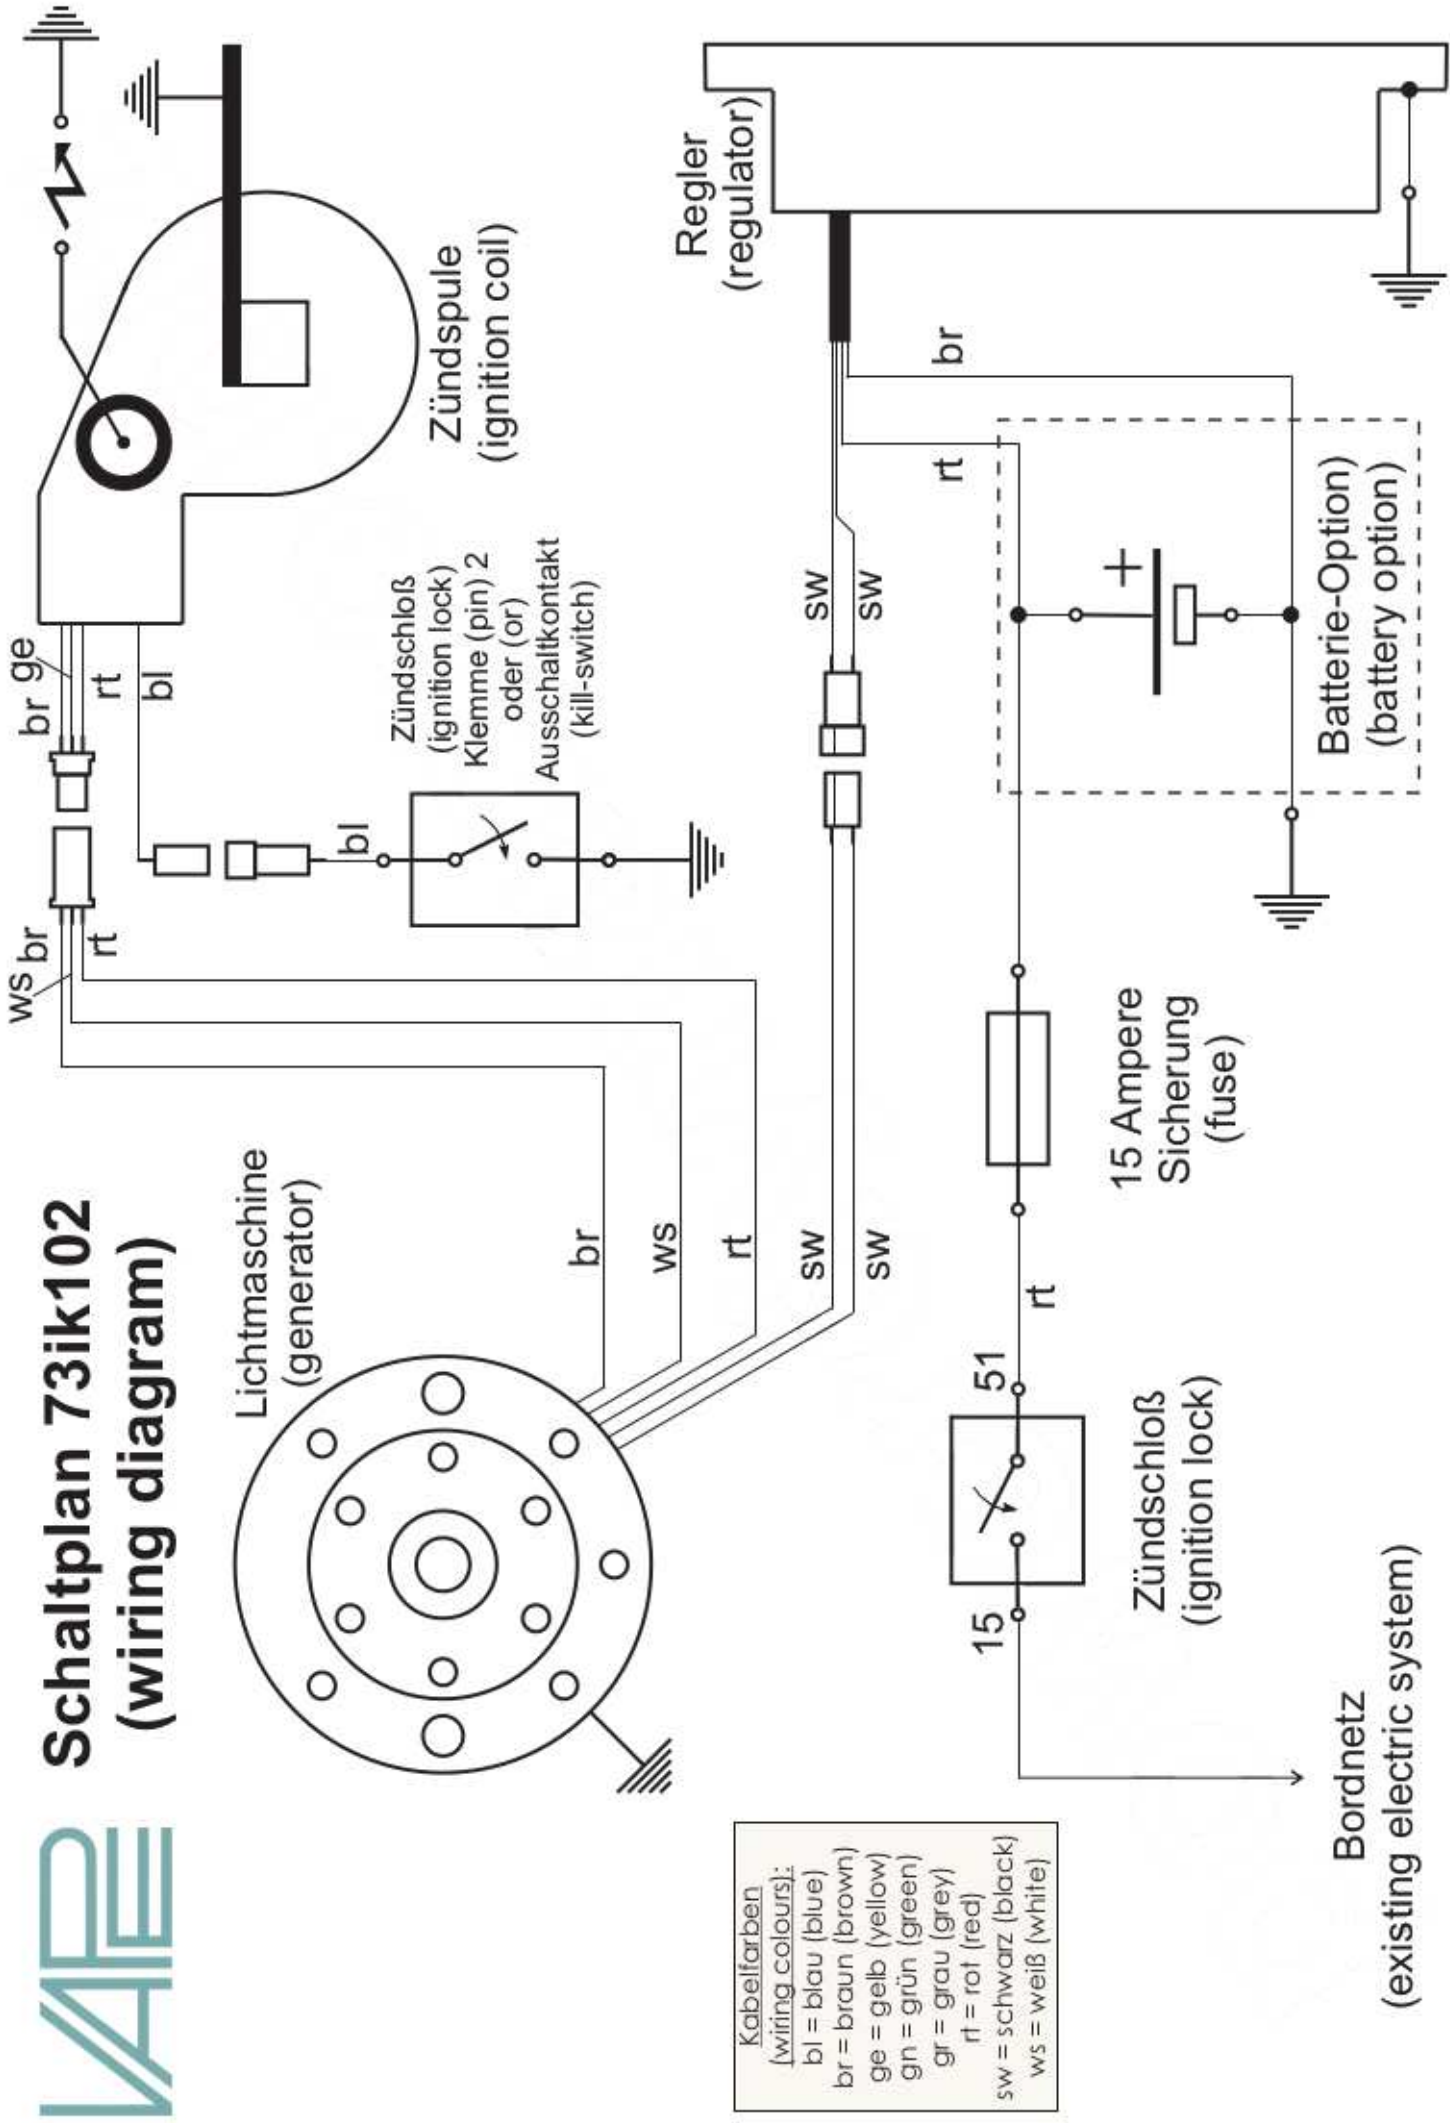 VAPE
Schaltplan 73ik102
(wiring diagram)
Lichtmaschine
(generator)
br
ws
rt
sw
sw
ws
br
rt
br
ge
rt
bl
bl
Zündspule
(ignition coil)
Zündschloß
(ignition lock)
Klemme (pin) 2
oder (or)
Ausschaltkontakt
(kill-switch)
Regler
(regulator)
sw
sw
rt
br
+
Batterie-Option)
(battery option)
15 Ampere
Sicherung
(fuse)
rt
51
15
Zündschloß
(ignition lock)
Bordnetz
(existing electric system)
Kabelfarben
(wiring colours):
bl = blau (blue)
br = braun (brown)
ge = gelb (yellow)
gn = grün (green)
gr = grau (grey)
rt = rot (red)
sw = schwarz (black)
ws = weiß (white)